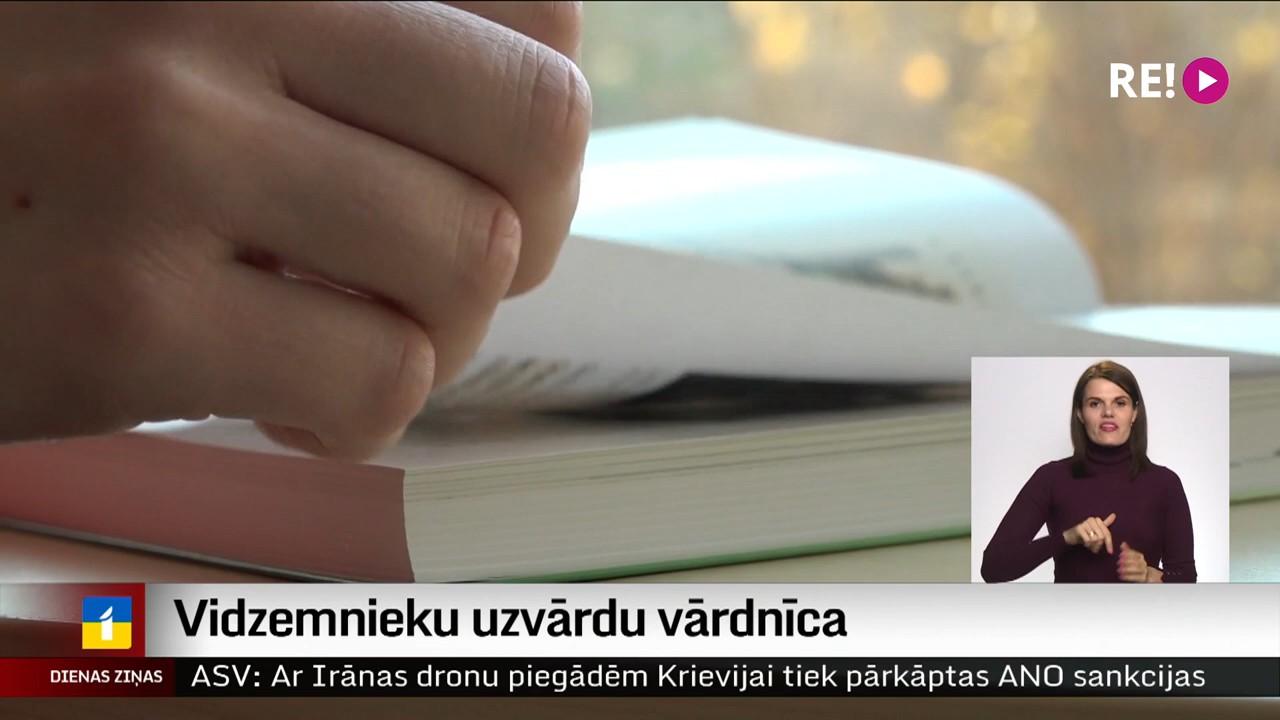 RE!
Vidzemnieku uzvārdu vārdnīca
1
DIENAS ZIŅAS
ASV: Ar Irānas dronu piegādēm Krievijai tiek pārkāptas ANO sankcijas